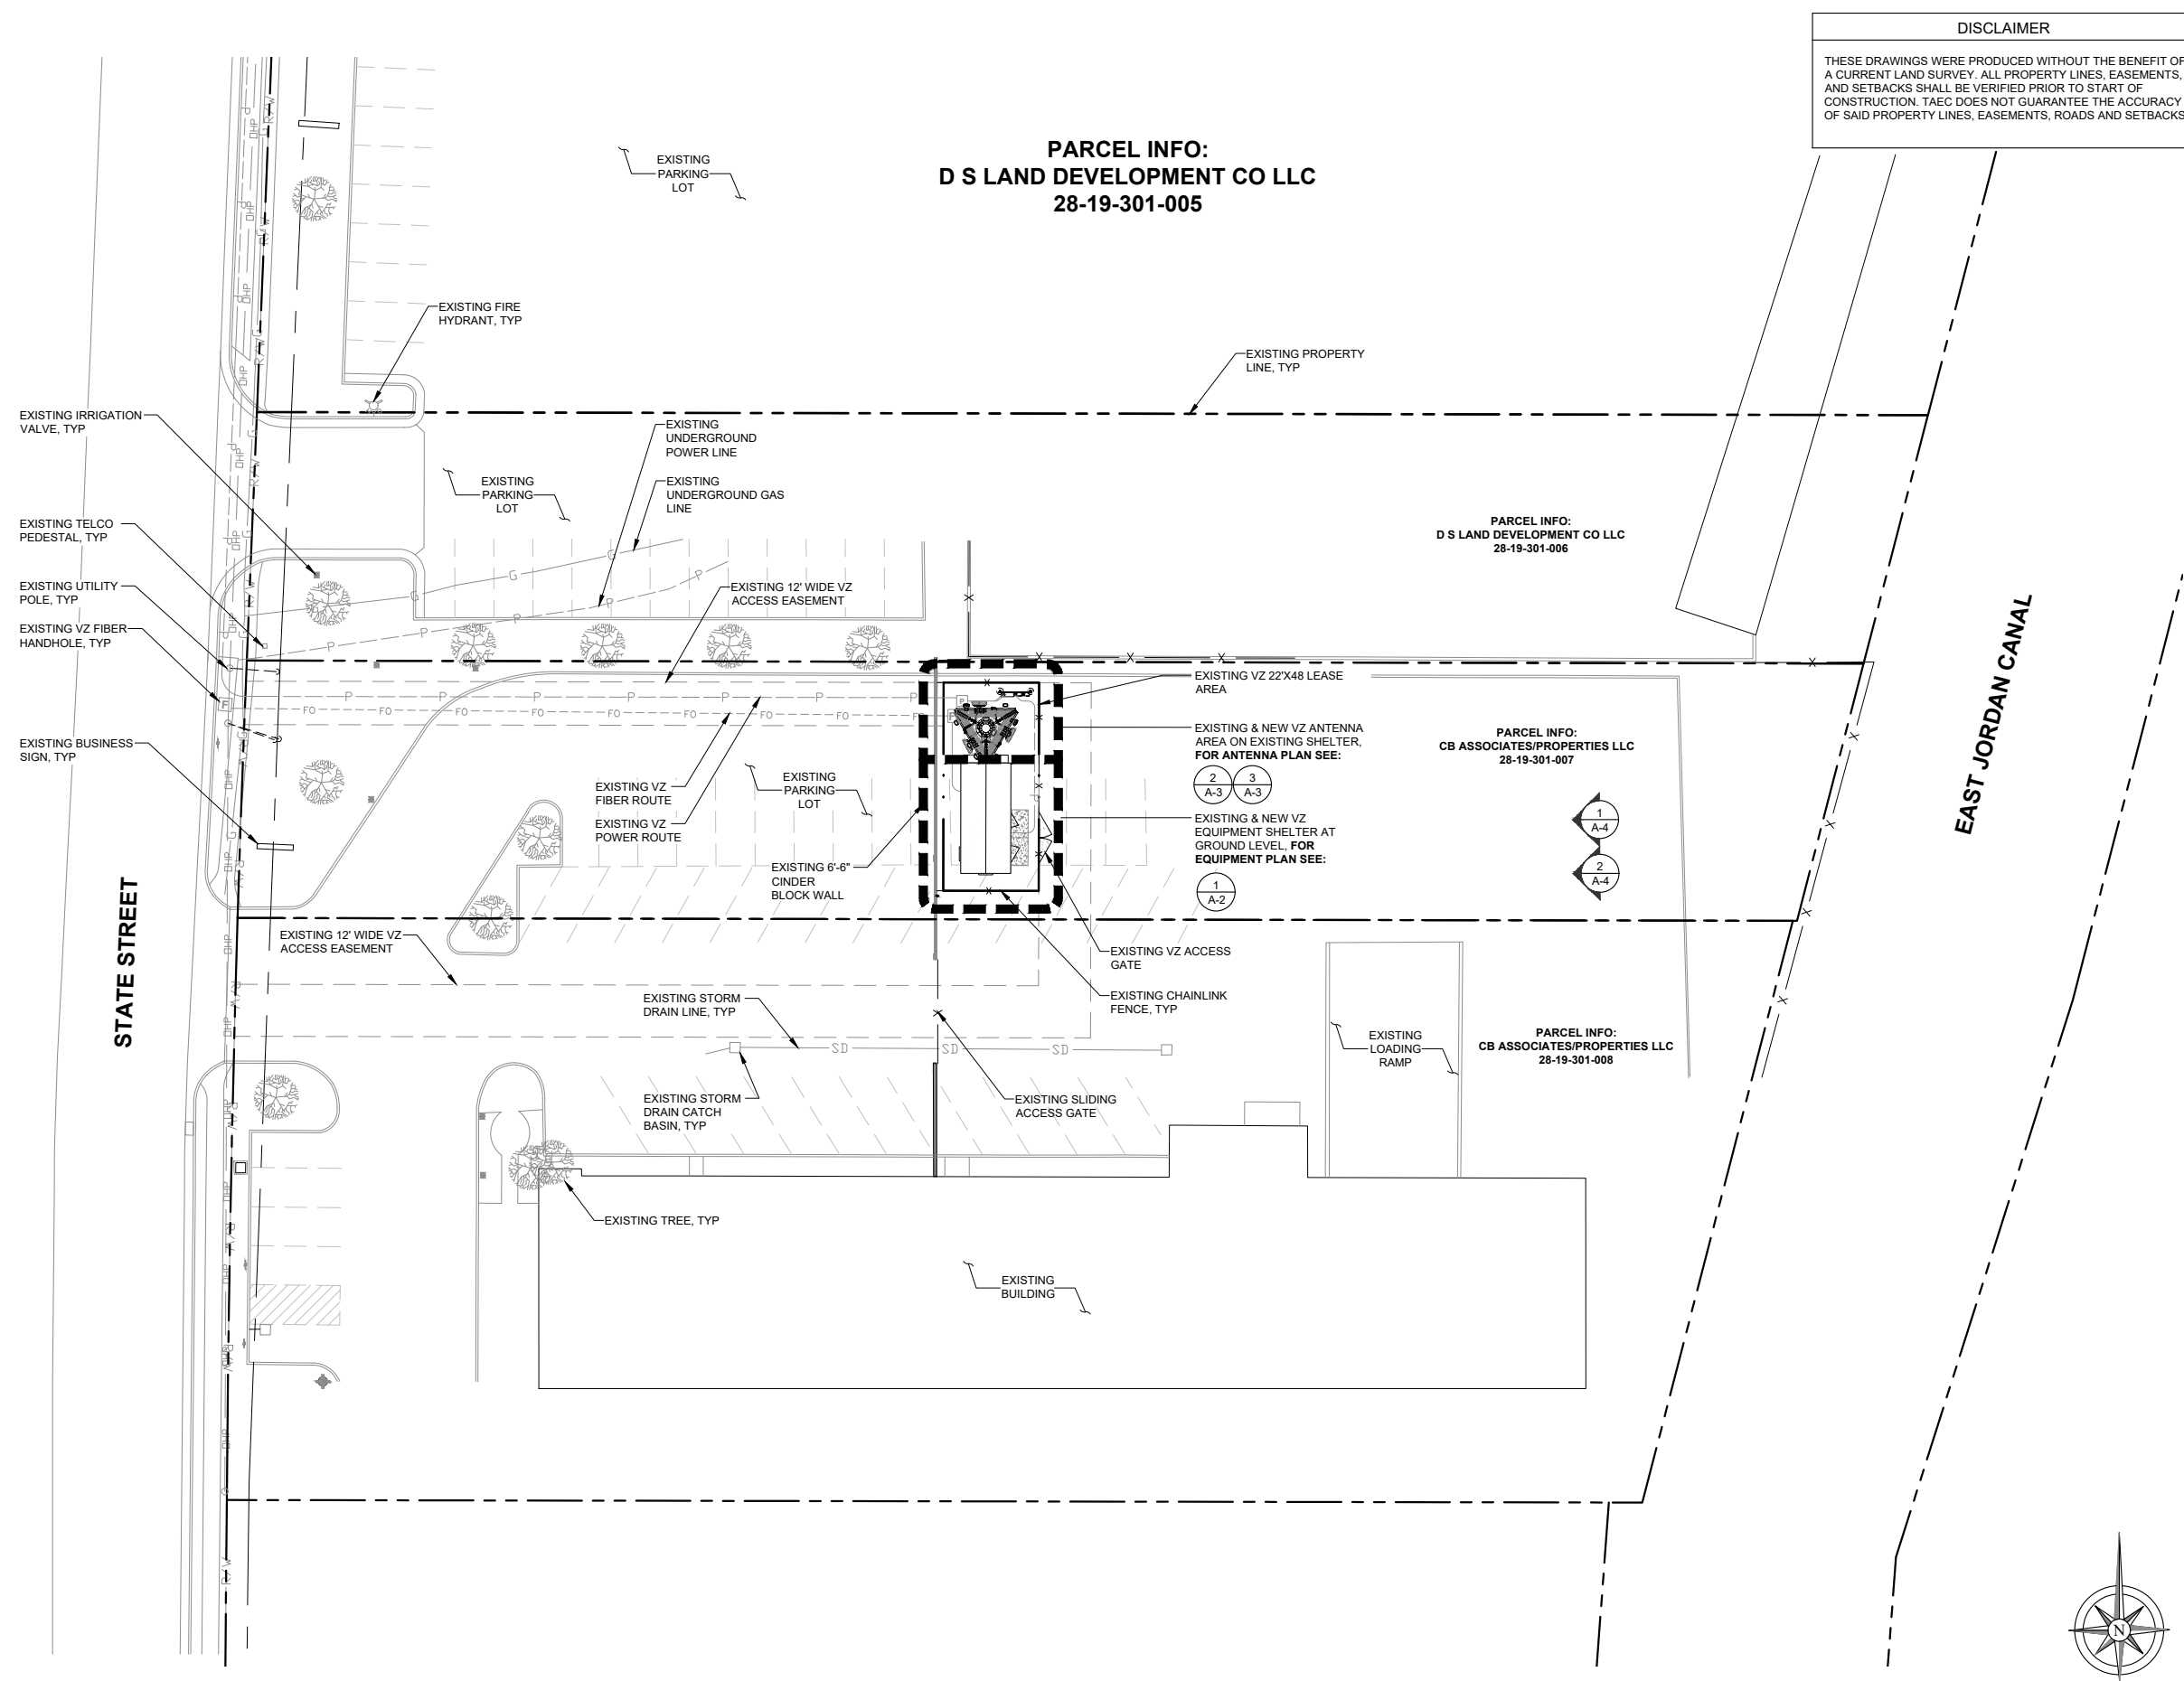 DISCLAIMER
THESE DRAWINGS WERE PRODUCED WITHOUT THE BENEFIT OF
A CURRENT LAND SURVEY. ALL PROPERTY LINES, EASEMENTS,
AND SETBACKS SHALL BE VERIFIED PRIOR TO START OF
CONSTRUCTION. TAEC DOES NOT GUARANTEE THE ACCURACY
OF SAID PROPERTY LINES, EASEMENTS, ROADS AND SETBACKS
PARCEL INFO:
D S LAND DEVELOPMENT CO LLC
28-19-301-005
EXISTING
PARKING
LOT
EXISTING FIRE
HYDRANT, TYP
EXISTING PROPERTY
LINE, TYP
EXISTING IRRIGATION
VALVE, TYP
EXISTING
UNDERGROUND
POWER LINE
EXISTING
PARKING
LOT
EXISTING
UNDERGROUND GAS
LINE
EXISTING TELCO
PEDESTAL, TYP
PARCEL INFO:
D S LAND DEVELOPMENT CO LLC
28-19-301-006
EXISTING UTILITY
POLE, TYP
EXISTING 12' WIDE VZ
ACCESS EASEMENT
EXISTING VZ FIBER
HANDHOLE, TYP
EXISTING VZ 22'X48 LEASE
AREA
EXISTING BUSINESS
SIGN, TYP
EXISTING & NEW VZ ANTENNA
AREA ON EXISTING SHELTER,
FOR ANTENNA PLAN SEE:
2
A-3
3
A-3
PARCEL INFO:
CB ASSOCIATES/PROPERTIES LLC
28-19-301-007
EXISTING VZ
FIBER ROUTE
EXISTING VZ
POWER ROUTE
EXISTING
PARKING
LOT
EXISTING & NEW VZ
EQUIPMENT SHELTER AT
GROUND LEVEL, FOR
EQUIPMENT PLAN SEE:
1
A-2
1
A-4
2
A-4
EXISTING 6'-6"
CINDER
BLOCK WALL
EAST JORDAN CANAL
STATE STREET
EXISTING 12' WIDE VZ
ACCESS EASEMENT
EXISTING VZ ACCESS
GATE
EXISTING STORM
DRAIN LINE, TYP
EXISTING CHAINLINK
FENCE, TYP
EXISTING
LOADING
RAMP
PARCEL INFO:
CB ASSOCIATES/PROPERTIES LLC
28-19-301-008
SD
SD
SD
EXISTING STORM
DRAIN CATCH
BASIN, TYP
EXISTING SLIDING
ACCESS GATE
EXISTING TREE, TYP
EXISTING
BUILDING
N